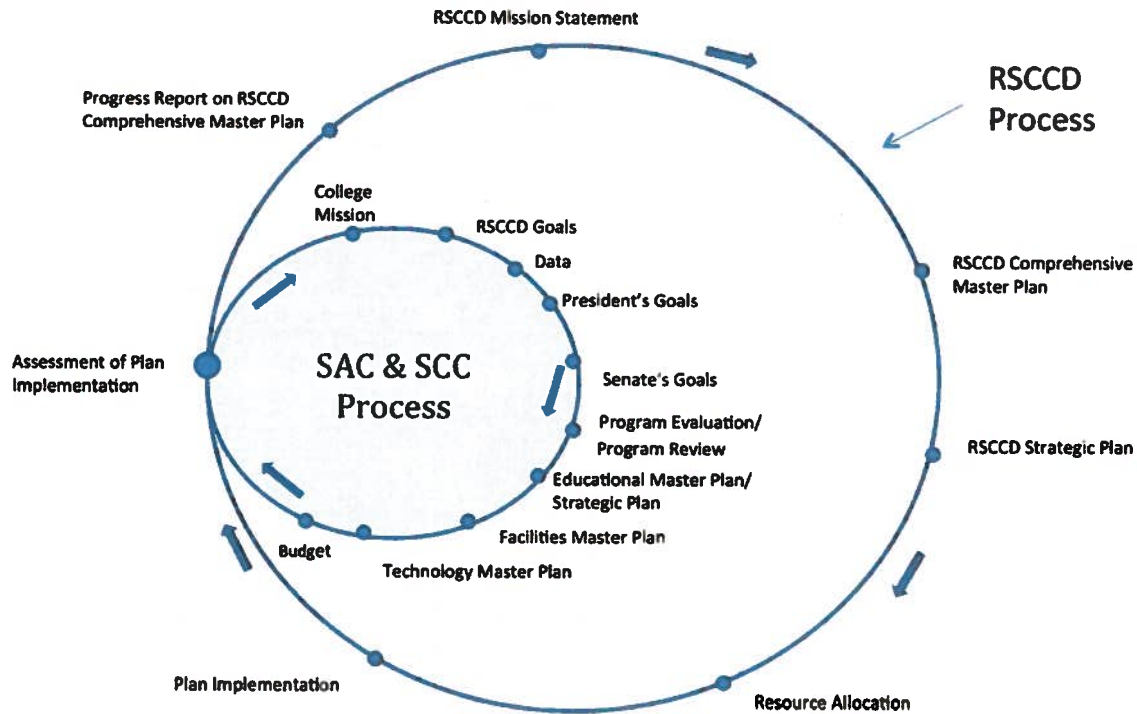 RSCCD Mission Statement
RSCCD
Process
Progress Report on RSCCD
Comprehensive Master Plan
College
Mission
RSCCD Goals
Data
President's Goals
RSCCD Comprehensive
Master Plan
Assessment of Plan
Implementation
SAC & SCC
Process
Senate's Goals
Program Evaluation/
Program Review
RSCCD Strategic Plan
Educational Master Plan/
Strategic Plan
Facilities Master Plan
Budget
Technology Master Plan
Plan Implementation
Resource Allocation